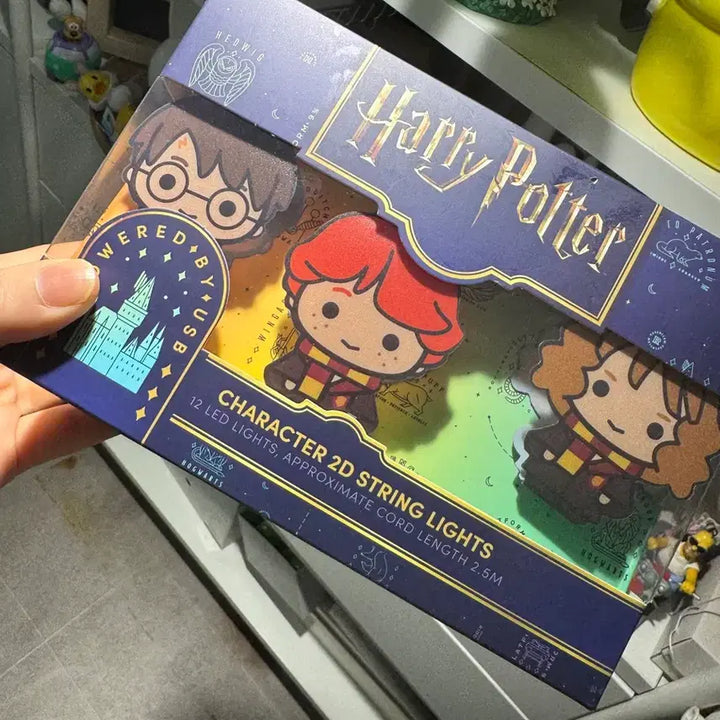 HEDWIG
Harry Potter
WERED • BY • USB
CHARACTER 2D STRING LIGHTS
12 LED LIGHTS, APPROXIMATE CORD LENGTH 2.5M
HOGWARTS
HOGWARTS